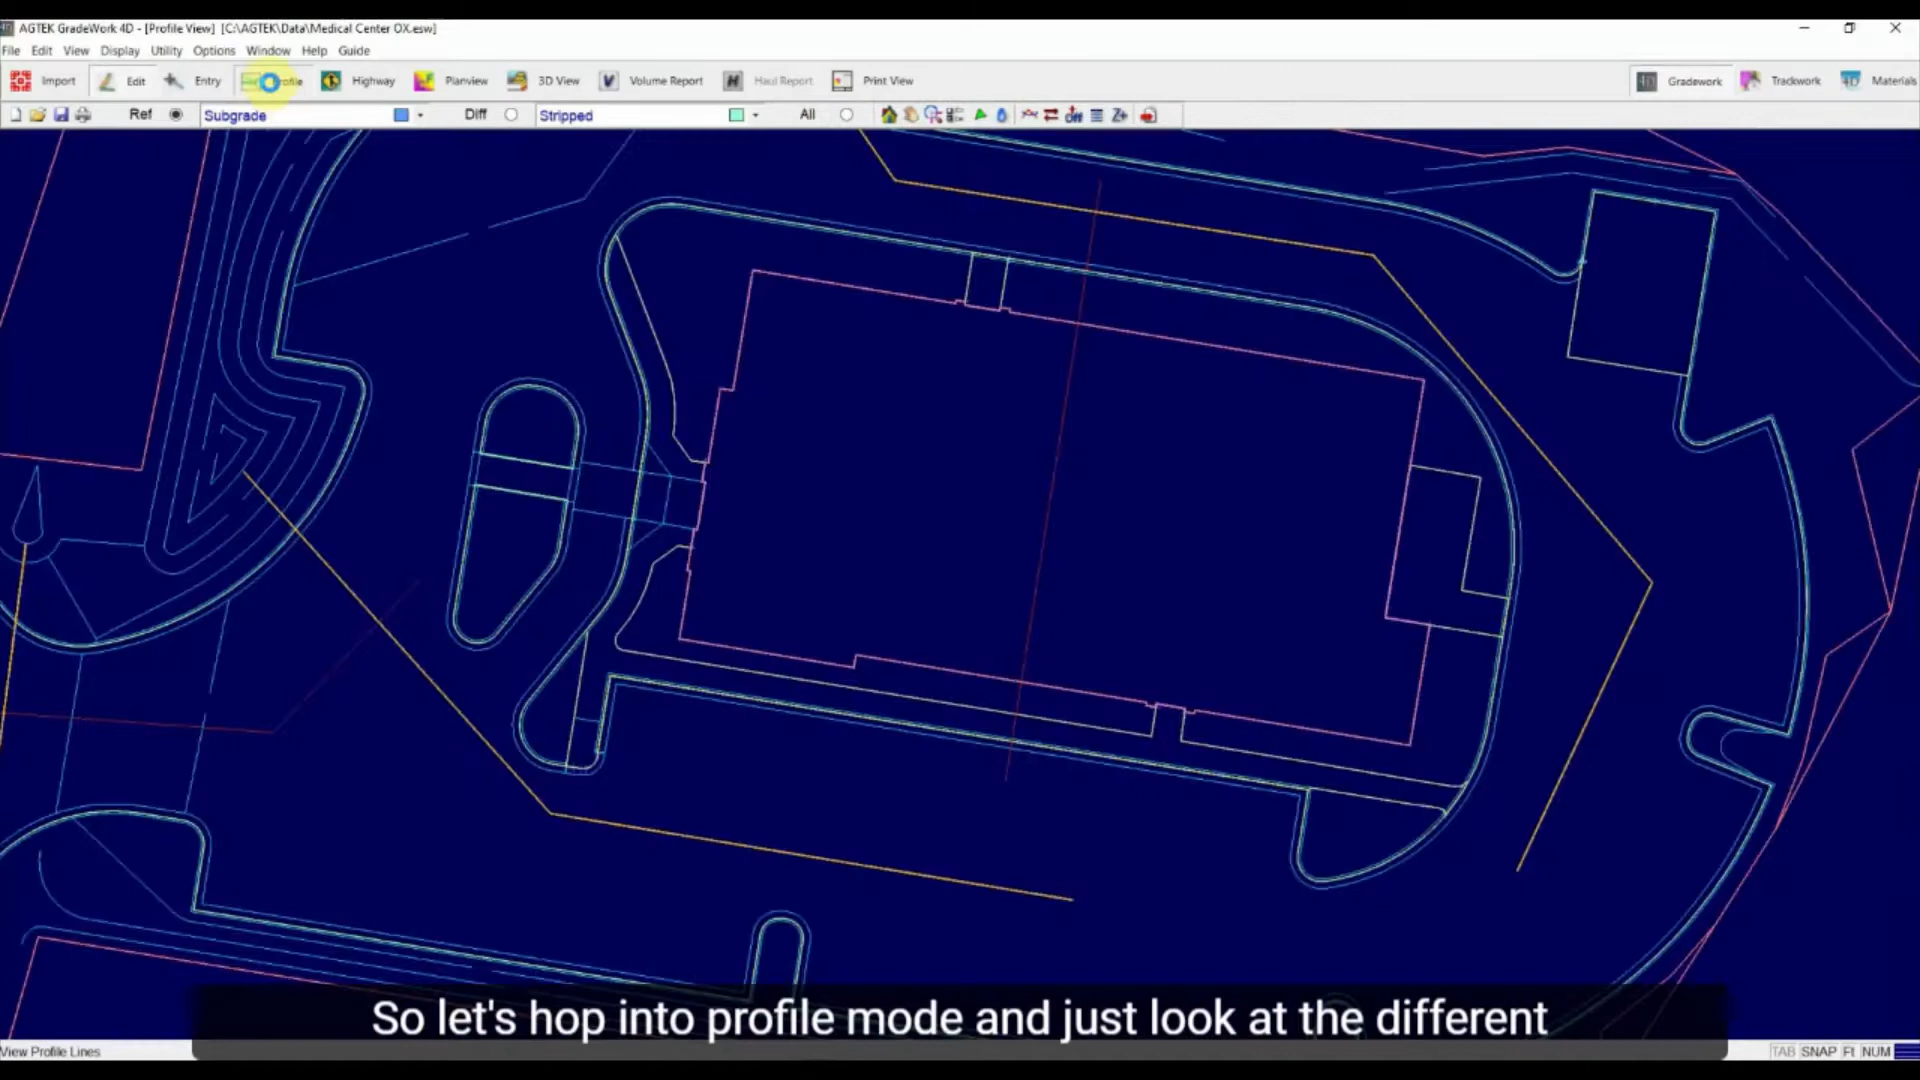 AGTEK GradeWork 4D - [Profile View] [C:\AGTEK\Data\Medical Center OX.esw]
File Edit View Display Utility Options Window Help Guide
Import Edit Entry Profile Highway Planview 3D View Volume Report Haul Report Print View Gradework Trackwork Materials
Ref Subgrade Diff Stripped All
So let's hop into profile mode and just look at the different
View Profile Lines TAB SNAP Ft NUM